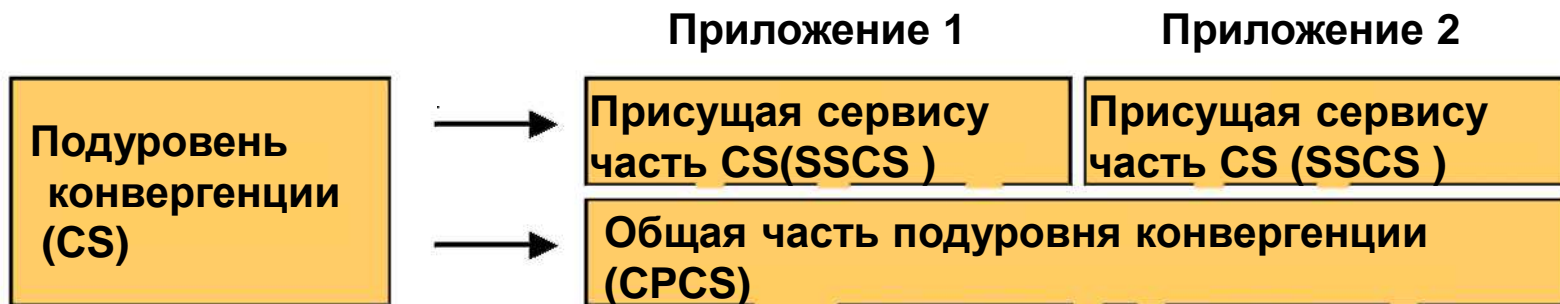 Приложение 1
Приложение 2
Подуровень
конвергенции
(CS)
Присущая сервису
часть CS(SSCS )
Присущая сервису
часть CS (SSCS )
Общая часть подуровня конвергенции
(CPCS)